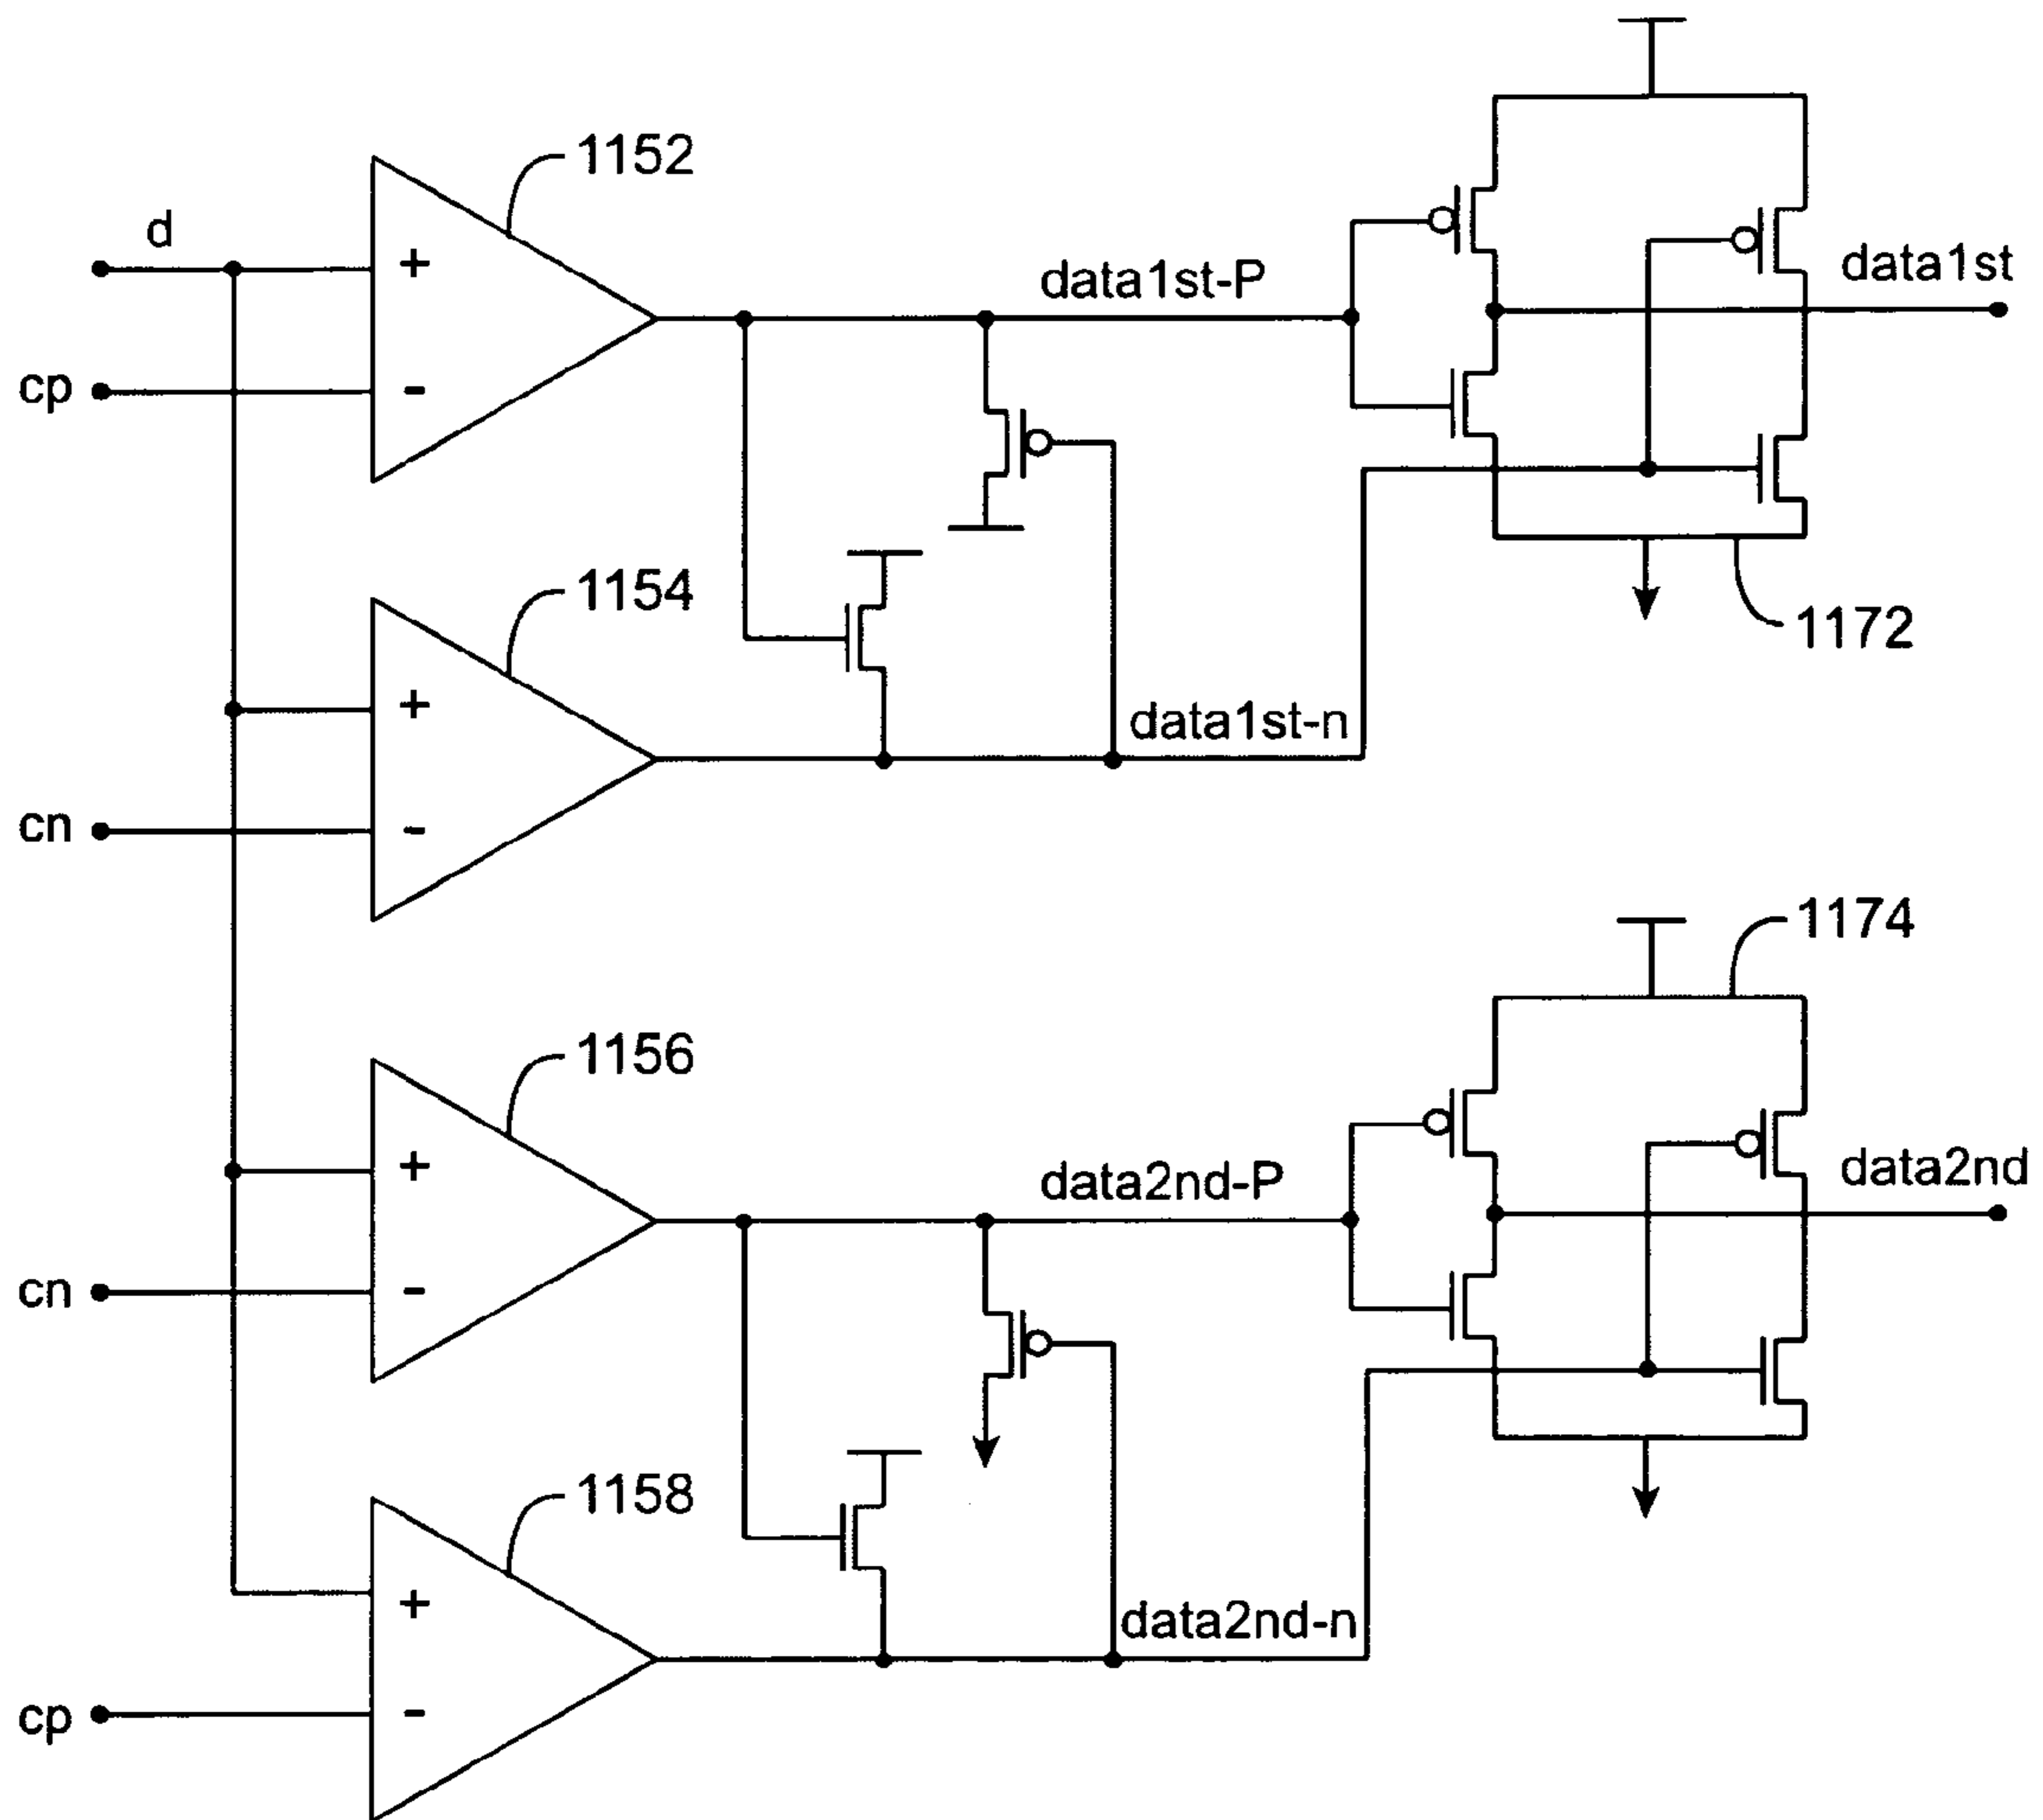 1152
d
+
data1st-P
data1st
cp
-
1154
1172
+
data1st-n
cn
-
1174
1156
+
data2nd-P
data2nd
cn
-
1158
+
data2nd-n
cp
-